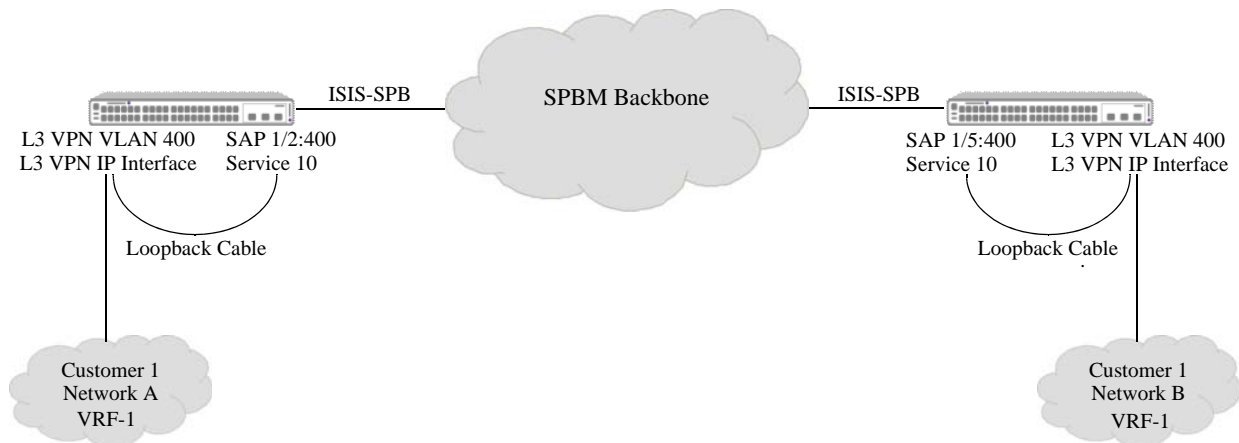 SPBM Backbone
ISIS-SPB
ISIS-SPB
L3 VPN VLAN 400
L3 VPN IP Interface
SAP 1/2:400
Service 10
Loopback Cable
SAP 1/5:400
Service 10
L3 VPN VLAN 400
L3 VPN IP Interface
Loopback Cable
.
Customer 1
Network A
VRF-1
Customer 1
Network B
VRF-1